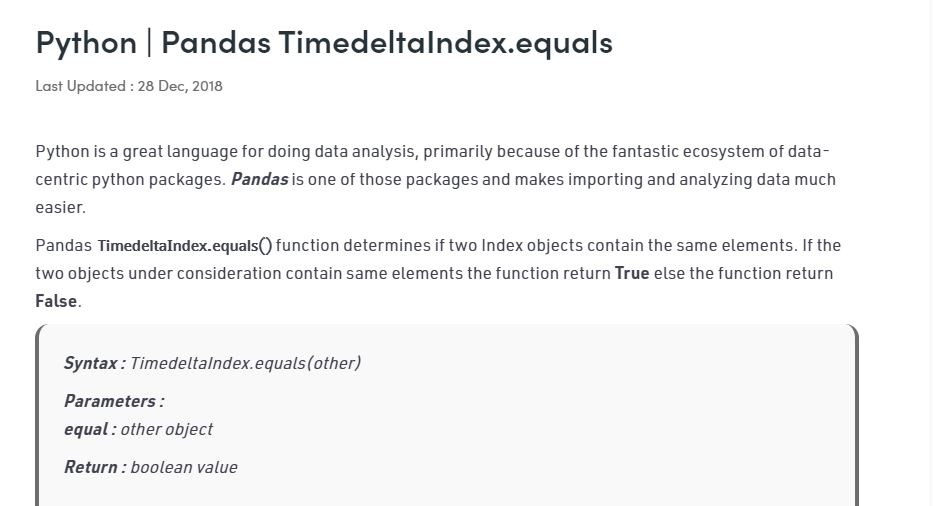 Python | Pandas TimedeltaIndex.equals
Last Updated : 28 Dec, 2018
Python is a great language for doing data analysis, primarily because of the fantastic ecosystem of data-
centric python packages. Pandas is one of those packages and makes importing and analyzing data much
easier.
Pandas TimedeltaIndex.equals() function determines if two Index objects contain the same elements. If the
two objects under consideration contain same elements the function return True else the function return
False.
Syntax : TimedeltaIndex.equals(other)
Parameters :
equal : other object
Return : boolean value